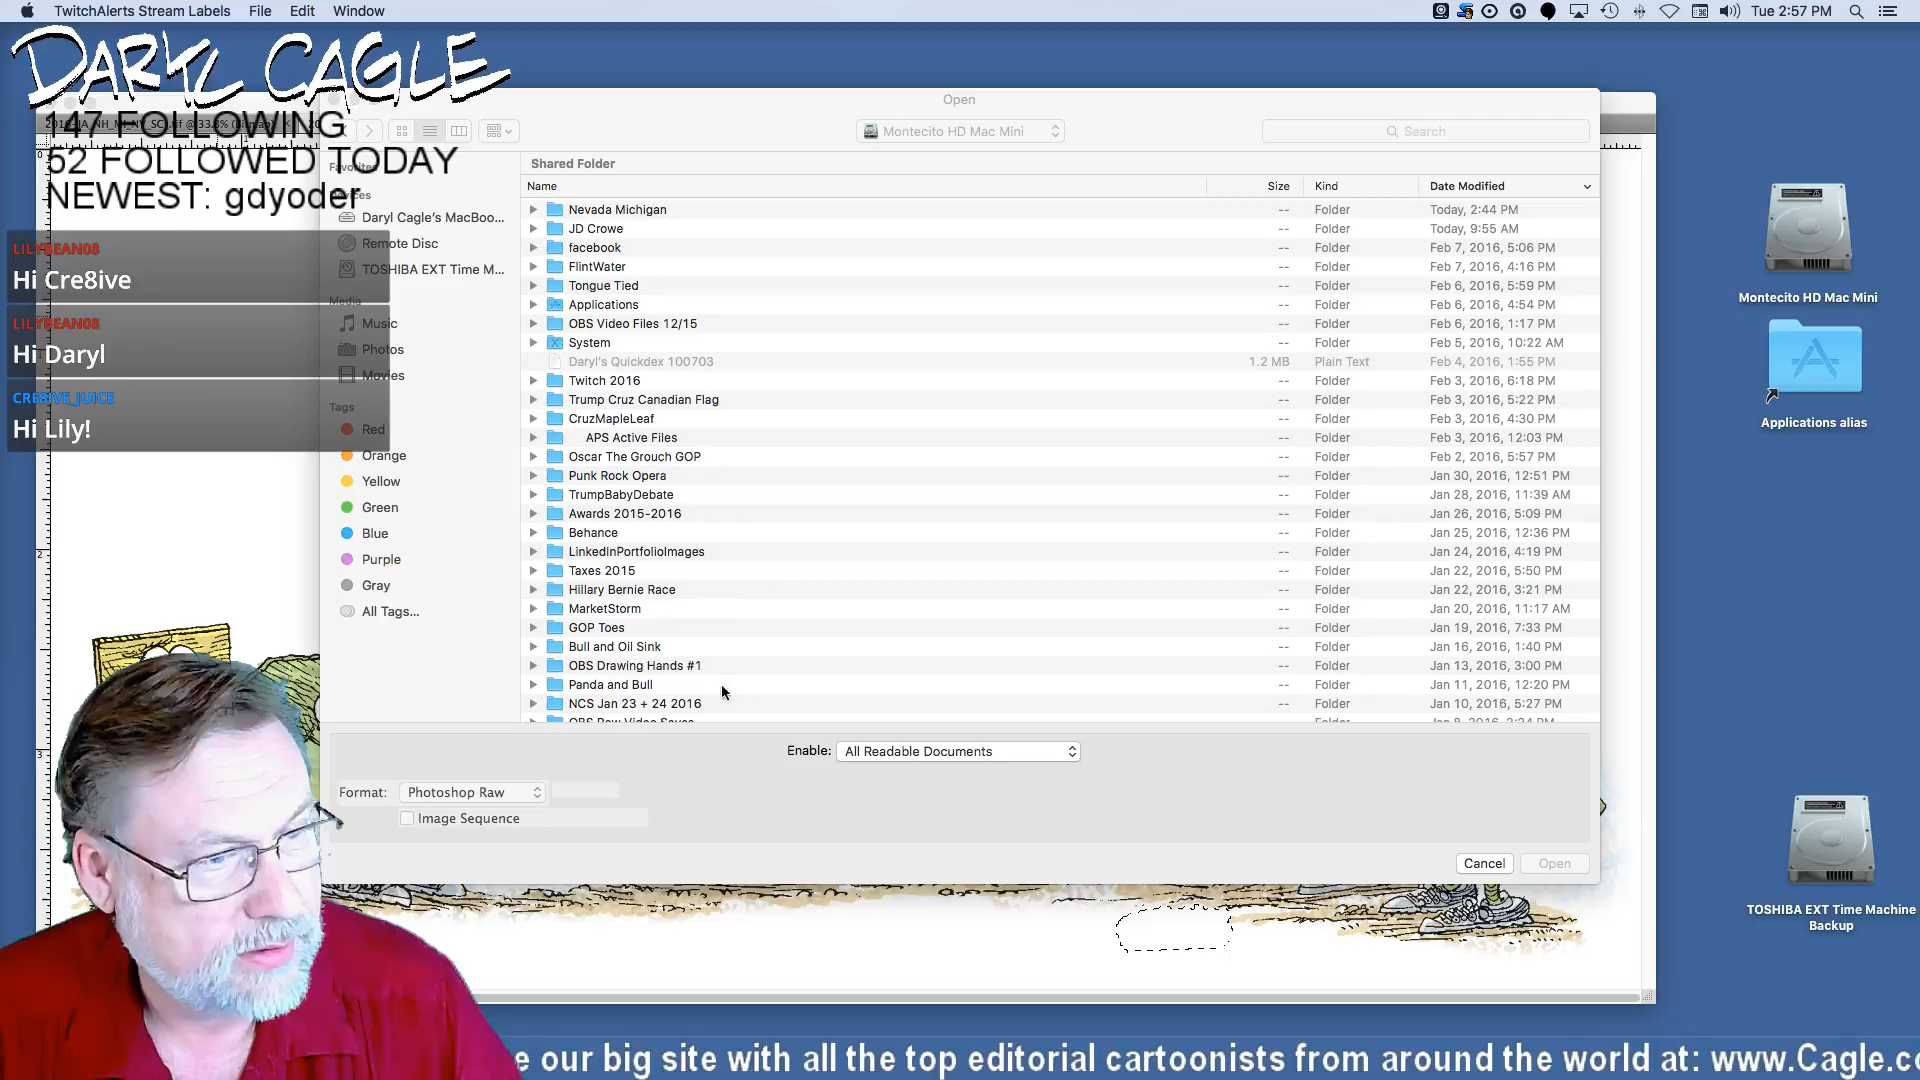 TwitchAlerts Stream Labels File Edit Window Tue 2:57 PM
DARYL CAGLE
147 FOLLOWING
52 FOLLOWED TODAY
NEWEST: gdyoder
LILYBEAN08
Hi Cre8ive
LILYBEAN08
Hi Daryl
CRE8IVE_JUICE
Hi Lily!
Open
Montecito HD Mac Mini
Search
Favorites
Devices
Daryl Cagle's MacBoo...
Remote Disc
TOSHIBA EXT Time M...
Media
Music
Photos
Movies
Tags
Red
Orange
Yellow
Green
Blue
Purple
Gray
All Tags...
Shared Folder
Name Size Kind Date Modified
Nevada Michigan -- Folder Today, 2:44 PM
JD Crowe -- Folder Today, 9:55 AM
facebook -- Folder Feb 7, 2016, 5:06 PM
FlintWater -- Folder Feb 7, 2016, 4:16 PM
Tongue Tied -- Folder Feb 6, 2016, 5:59 PM
Applications -- Folder Feb 6, 2016, 4:54 PM
OBS Video Files 12/15 -- Folder Feb 6, 2016, 1:17 PM
System -- Folder Feb 5, 2016, 10:22 AM
Daryl's Quickdex 100703 1.2 MB Plain Text Feb 4, 2016, 1:55 PM
Twitch 2016 -- Folder Feb 3, 2016, 6:18 PM
Trump Cruz Canadian Flag -- Folder Feb 3, 2016, 5:22 PM
CruzMapleLeaf -- Folder Feb 3, 2016, 4:30 PM
APS Active Files -- Folder Feb 3, 2016, 12:03 PM
Oscar The Grouch GOP -- Folder Feb 2, 2016, 5:57 PM
Punk Rock Opera -- Folder Jan 30, 2016, 12:51 PM
TrumpBabyDebate -- Folder Jan 28, 2016, 11:39 AM
Awards 2015-2016 -- Folder Jan 26, 2016, 5:09 PM
Behance -- Folder Jan 25, 2016, 12:36 PM
LinkedInPortfolioImages -- Folder Jan 24, 2016, 4:19 PM
Taxes 2015 -- Folder Jan 22, 2016, 5:50 PM
Hillary Bernie Race -- Folder Jan 22, 2016, 3:21 PM
MarketStorm -- Folder Jan 20, 2016, 11:17 AM
GOP Toes -- Folder Jan 19, 2016, 7:33 PM
Bull and Oil Sink -- Folder Jan 16, 2016, 1:40 PM
OBS Drawing Hands #1 -- Folder Jan 13, 2016, 3:00 PM
Panda and Bull -- Folder Jan 11, 2016, 12:20 PM
NCS Jan 23 + 24 2016 -- Folder Jan 10, 2016, 5:27 PM
Enable: All Readable Documents
Format: Photoshop Raw
Image Sequence
Cancel Open
Montecito HD Mac Mini
Applications alias
TOSHIBA EXT Time Machine
Backup
e our big site with all the top editorial cartoonists from around the world at: www.Cagle.co